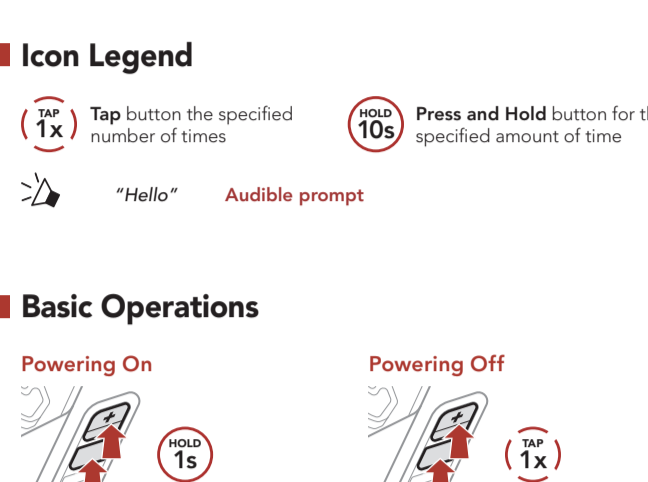 Icon Legend
TAP
1x
Tap button the specified
number of times
HOLD
10s
Press and Hold button for
specified amount of time
"Hello"
Audible prompt
Basic Operations
Powering On
Powering Off
+
HOLD
1s
+
TAP
1x